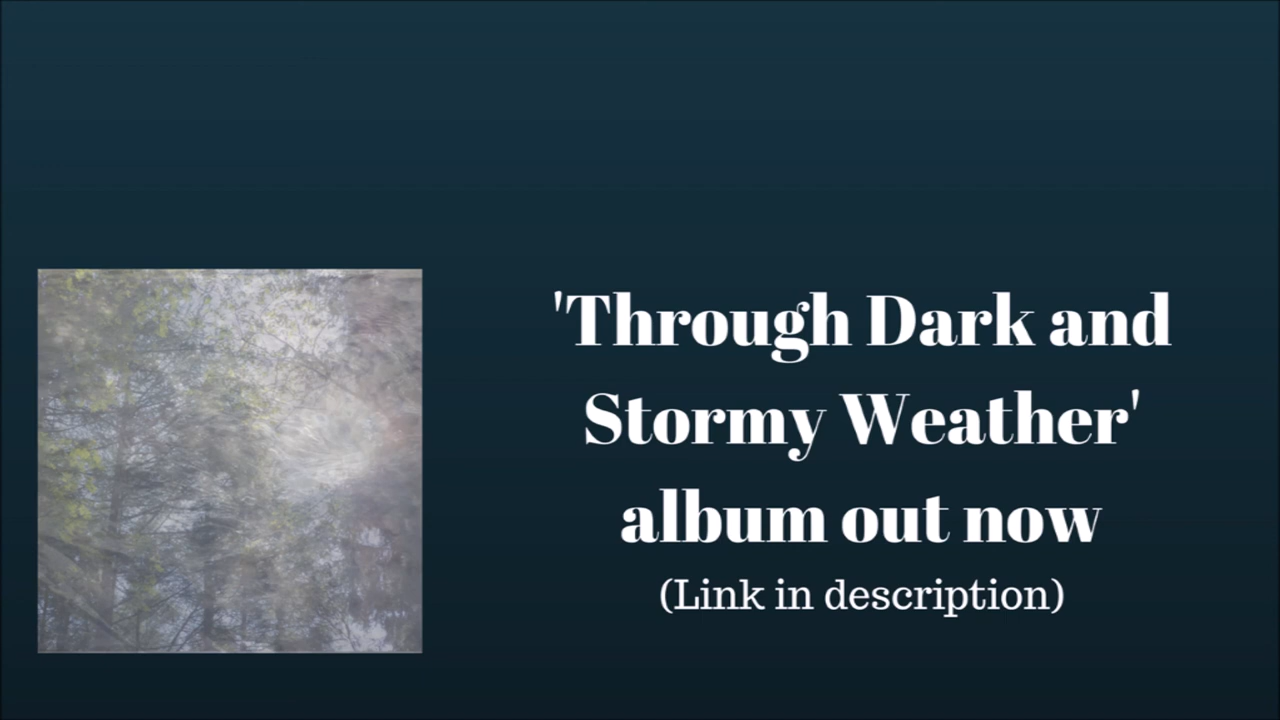 'Through Dark and
Stormy Weather'
album out now
(Link in description)